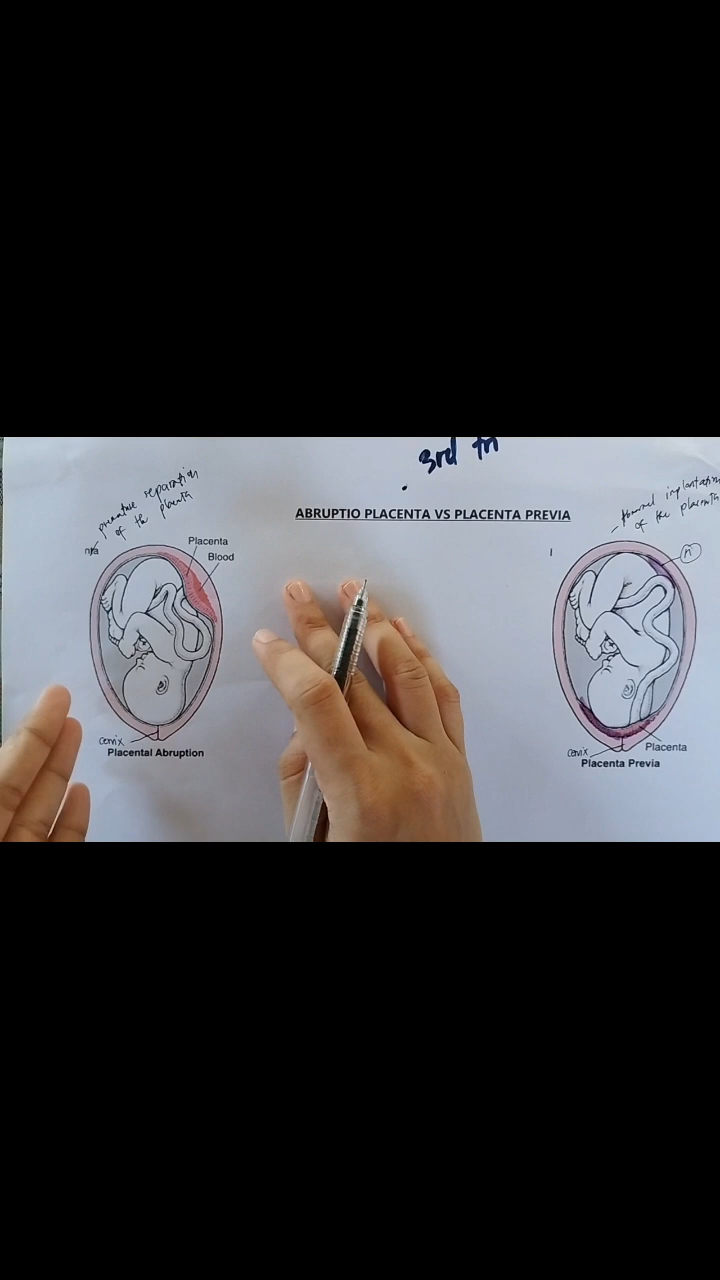 3rd tri
ABRUPTIO PLACENTA VS PLACENTA PREVIA
separation
of the placenta
Placenta
Blood
cervix
Placental Abruption
Abnormal implantation
of the placenta
n
Placenta
cervix
Placenta Previa